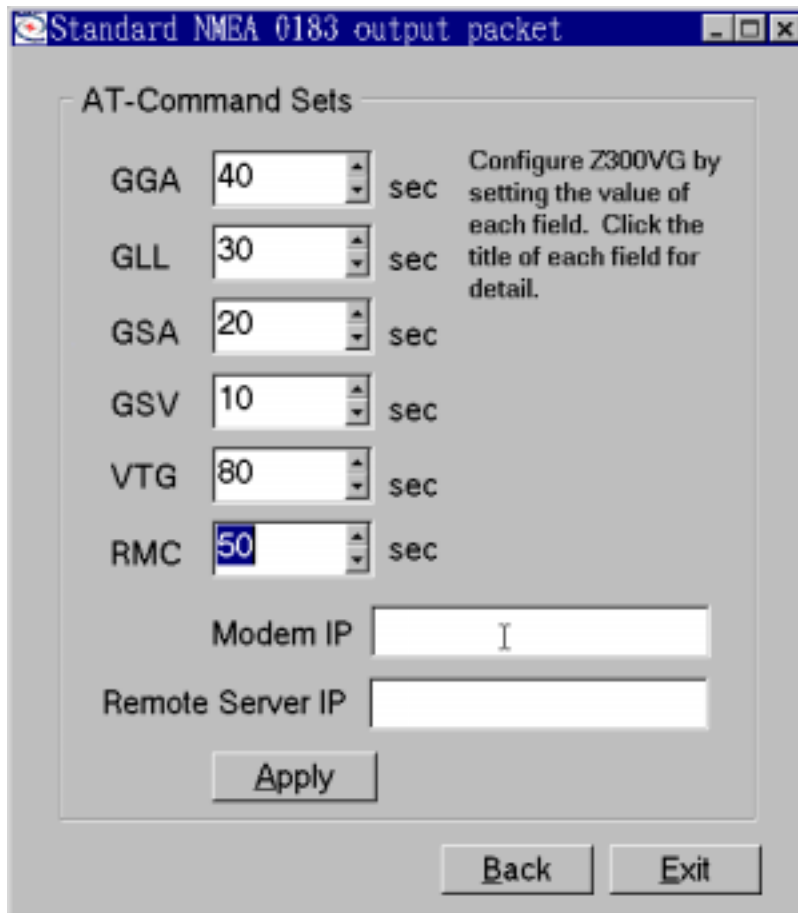 Standard NMEA 0183 output packet
AT-Command Sets
GGA 40 sec
GLL 30 sec
GSA 20 sec
GSV 10 sec
VTG 80 sec
RMC 50 sec
Configure Z300VG by
setting the value of
each field. Click the
title of each field for
detail.
Modem IP
Remote Server IP
Apply
Back Exit